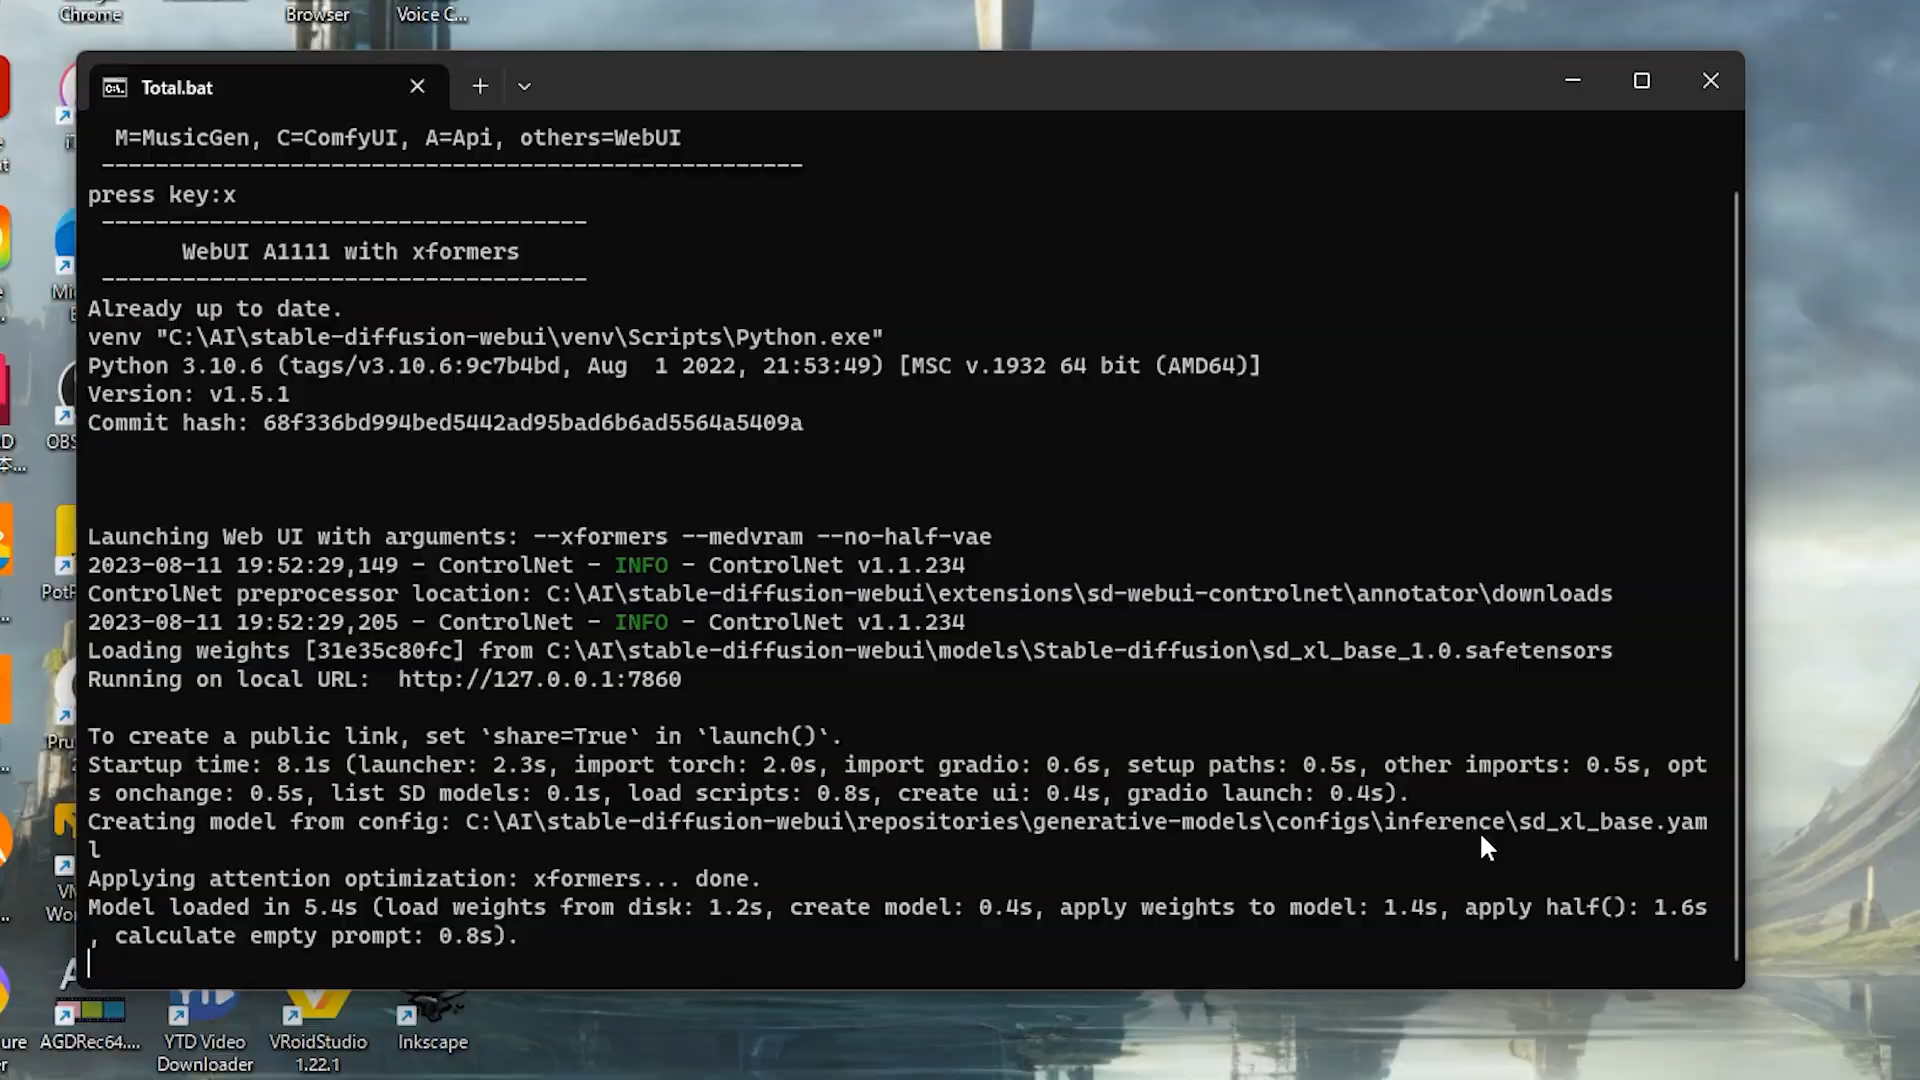 Chrome
Browser
Voice C...
Total.bat
M=MusicGen, C=ComfyUI, A=Api, others=WebUI
----------------------------------------------------
press key:x
------------------------------------
WebUI A1111 with xformers
------------------------------------
Already up to date.
venv "C:\AI\stable-diffusion-webui\venv\Scripts\Python.exe"
Python 3.10.6 (tags/v3.10.6:9c7b4bd, Aug  1 2022, 21:53:49) [MSC v.1932 64 bit (AMD64)]
Version: v1.5.1
Commit hash: 68f336bd994bed5442ad95bad6b6ad5564a5409a
Launching Web UI with arguments: --xformers --medvram --no-half-vae
2023-08-11 19:52:29,149 - ControlNet - INFO - ControlNet v1.1.234
ControlNet preprocessor location: C:\AI\stable-diffusion-webui\extensions\sd-webui-controlnet\annotator\downloads
2023-08-11 19:52:29,205 - ControlNet - INFO - ControlNet v1.1.234
Loading weights [31e35c80fc] from C:\AI\stable-diffusion-webui\models\Stable-diffusion\sd_xl_base_1.0.safetensors
Running on local URL:  http://127.0.0.1:7860
To create a public link, set `share=True` in `launch()`.
Startup time: 8.1s (launcher: 2.3s, import torch: 2.0s, import gradio: 0.6s, setup paths: 0.5s, other imports: 0.5s, opt
s onchange: 0.5s, list SD models: 0.1s, load scripts: 0.8s, create ui: 0.4s, gradio launch: 0.4s).
Creating model from config: C:\AI\stable-diffusion-webui\repositories\generative-models\configs\inference\sd_xl_base.yam
l
Applying attention optimization: xformers... done.
Model loaded in 5.4s (load weights from disk: 1.2s, create model: 0.4s, apply weights to model: 1.4s, apply half(): 1.6s
, calculate empty prompt: 0.8s).
OBS
PotP
AGDRec64....
YTD Video
Downloader
VRoidStudio
1.22.1
Inkscape